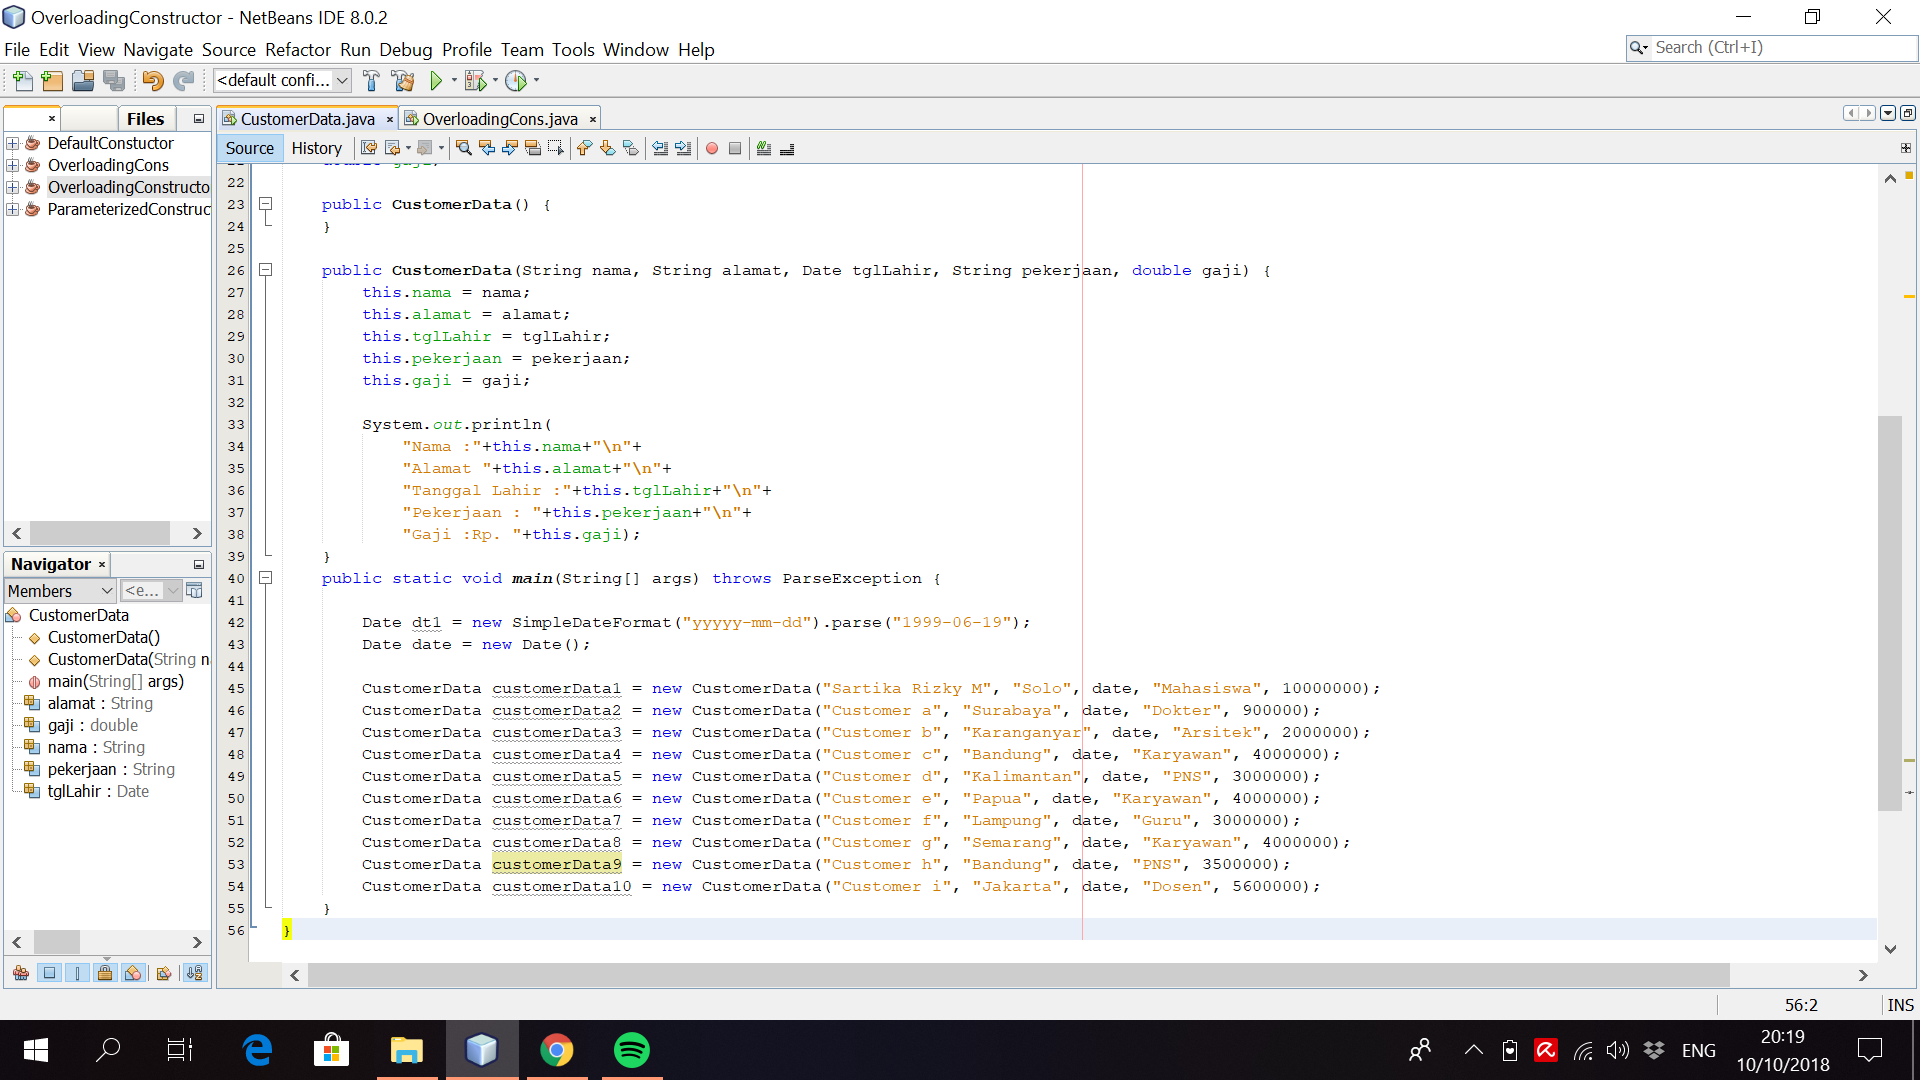 OverloadingConstructor - NetBeans IDE 8.0.2
File Edit View Navigate Source Refactor Run Debug Profile Team Tools Window Help
Search (Ctrl+I)
<default confi...
Files
CustomerData.java
OverloadingCons.java
DefaultConstuctor
OverloadingCons
OverloadingConstructo
ParameterizedConstruc
Source History
22
23 public CustomerData() {
24 }
25
26 public CustomerData(String nama, String alamat, Date tglLahir, String pekerjaan, double gaji) {
27 this.nama = nama;
28 this.alamat = alamat;
29 this.tglLahir = tglLahir;
30 this.pekerjaan = pekerjaan;
31 this.gaji = gaji;
32
33 System.out.println(
34 "Nama :"+this.nama+"\n"+
35 "Alamat "+this.alamat+"\n"+
36 "Tanggal Lahir :"+this.tglLahir+"\n"+
37 "Pekerjaan : "+this.pekerjaan+"\n"+
38 "Gaji :Rp. "+this.gaji);
39 }
40 public static void main(String[] args) throws ParseException {
41
42 Date dt1 = new SimpleDateFormat("yyyyy-mm-dd").parse("1999-06-19");
43 Date date = new Date();
44
45 CustomerData customerData1 = new CustomerData("Sartika Rizky M", "Solo", date, "Mahasiswa", 10000000);
46 CustomerData customerData2 = new CustomerData("Customer a", "Surabaya", date, "Dokter", 900000);
47 CustomerData customerData3 = new CustomerData("Customer b", "Karanganyar", date, "Arsitek", 2000000);
48 CustomerData customerData4 = new CustomerData("Customer c", "Bandung", date, "Karyawan", 4000000);
49 CustomerData customerData5 = new CustomerData("Customer d", "Kalimantan", date, "PNS", 3000000);
50 CustomerData customerData6 = new CustomerData("Customer e", "Papua", date, "Karyawan", 4000000);
51 CustomerData customerData7 = new CustomerData("Customer f", "Lampung", date, "Guru", 3000000);
52 CustomerData customerData8 = new CustomerData("Customer g", "Semarang", date, "Karyawan", 4000000);
53 CustomerData customerData9 = new CustomerData("Customer h", "Bandung", date, "PNS", 3500000);
54 CustomerData customerData10 = new CustomerData("Customer i", "Jakarta", date, "Dosen", 5600000);
55 }
56 }
Navigator
Members
<e...
CustomerData
CustomerData()
CustomerData(String n
main(String[] args)
alamat : String
gaji : double
nama : String
pekerjaan : String
tglLahir : Date
56:2 INS
ENG
20:19
10/10/2018